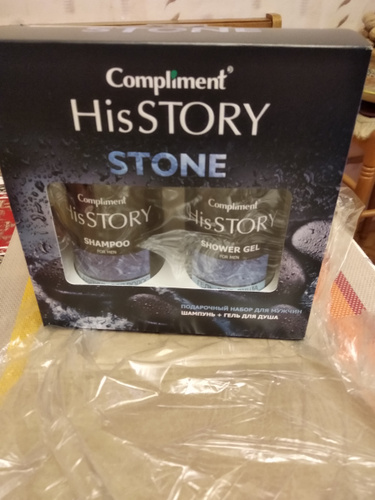 Compliment®
HisSTORY
STONE
Compliment
HisSTORY
SHAMPOO
FOR MEN
Compliment
HisSTORY
SHOWER GEL
FOR MEN
ПОДАРОЧНЫЙ НАБОР ДЛЯ МУЖЧИН
ШАМПУНЬ + ГЕЛЬ ДЛЯ ДУША